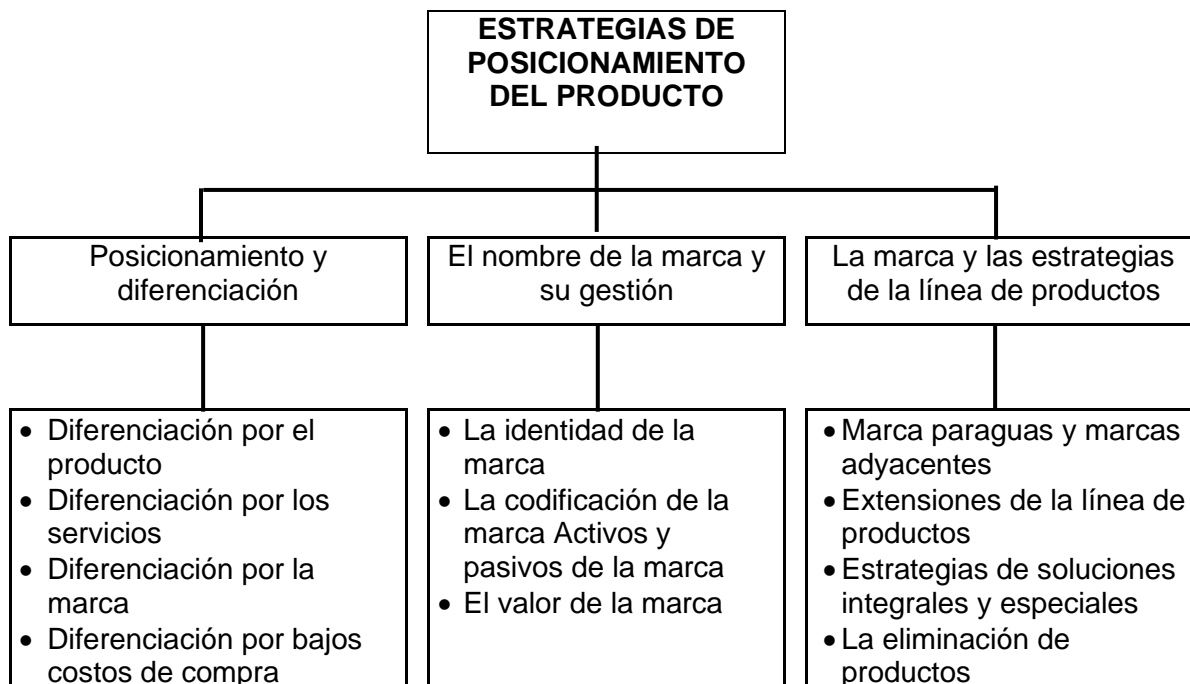 ESTRATEGIAS DE
POSICIONAMIENTO
DEL PRODUCTO
Posicionamiento y
diferenciación
El nombre de la marca y
su gestión
La marca y las estrategias
de la línea de productos
• Diferenciación por el
producto
• Diferenciación por los
servicios
• Diferenciación por la
marca
• Diferenciación por bajos
costos de compra
• La identidad de la
marca
• La codificación de la
marca Activos y
pasivos de la marca
• El valor de la marca
• Marca paraguas y marcas
adyacentes
• Extensiones de la línea de
productos
• Estrategias de soluciones
integrales y especiales
• La eliminación de
productos